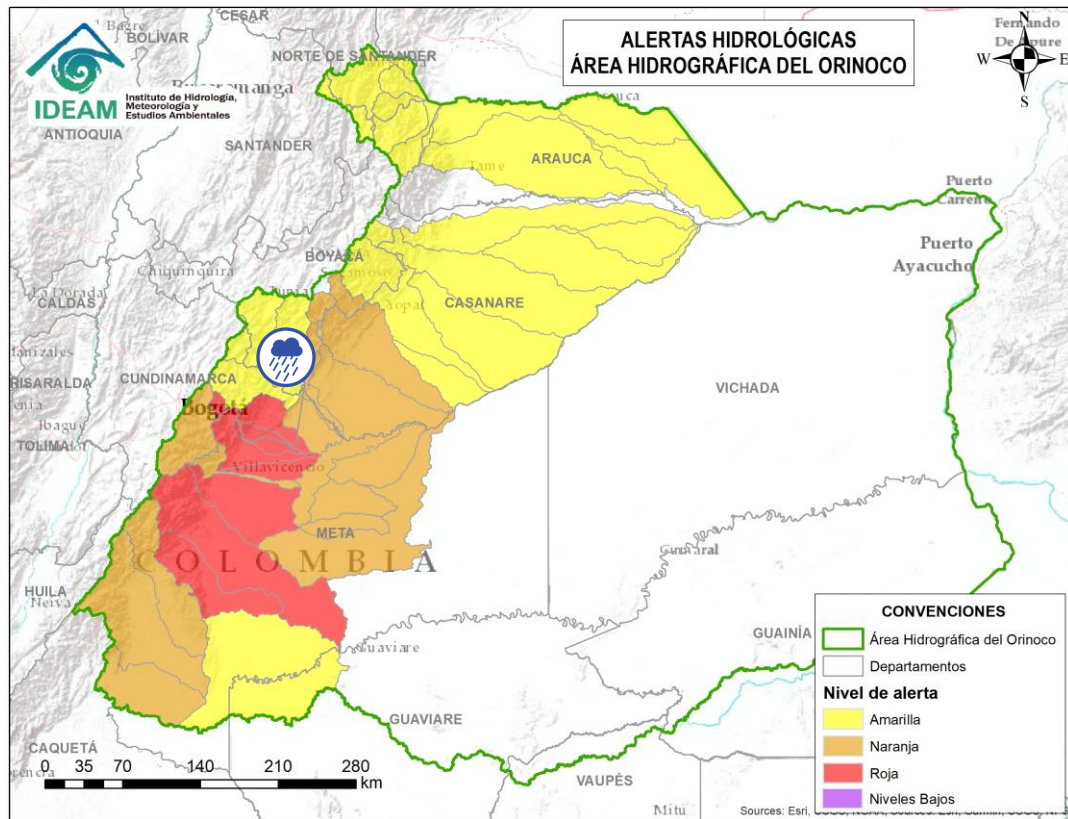 CESAR
Bagre
BOLÍVAR
NORTE DE SANTANDER
ALERTAS HIDROLÓGICAS
ÁREA HIDROGRÁFICA DEL ORINOCO
Fernando
De Apure
N
W
E
S
IDEAM
Instituto de Hidrología,
Meteorología y
Estudios Ambientales
ANTIOQUIA
SANTANDER
Tame
ARAUCA
Puerto
Carreño
Puerto
Ayacucho
BOYACÁ
Chiquinquira
La Dorada
CALDAS
Yopal
CASANARE
RISARALDA
CUNDINAMARCA
VICHADA
Bogotá
Ibague
TOLIMA
Villavicencio
META
COLOMBIA
HUILA
Neiva
Guaviare
GUAINÍA
GUAVIARE
CAQUETÁ
VAUPÉS
Mitú
0 35 70 140 210 280
km
CONVENCIONES
Área Hidrográfica del Orinoco
Departamentos
Nivel de alerta
Amarilla
Naranja
Roja
Niveles Bajos
Sources: Esri,